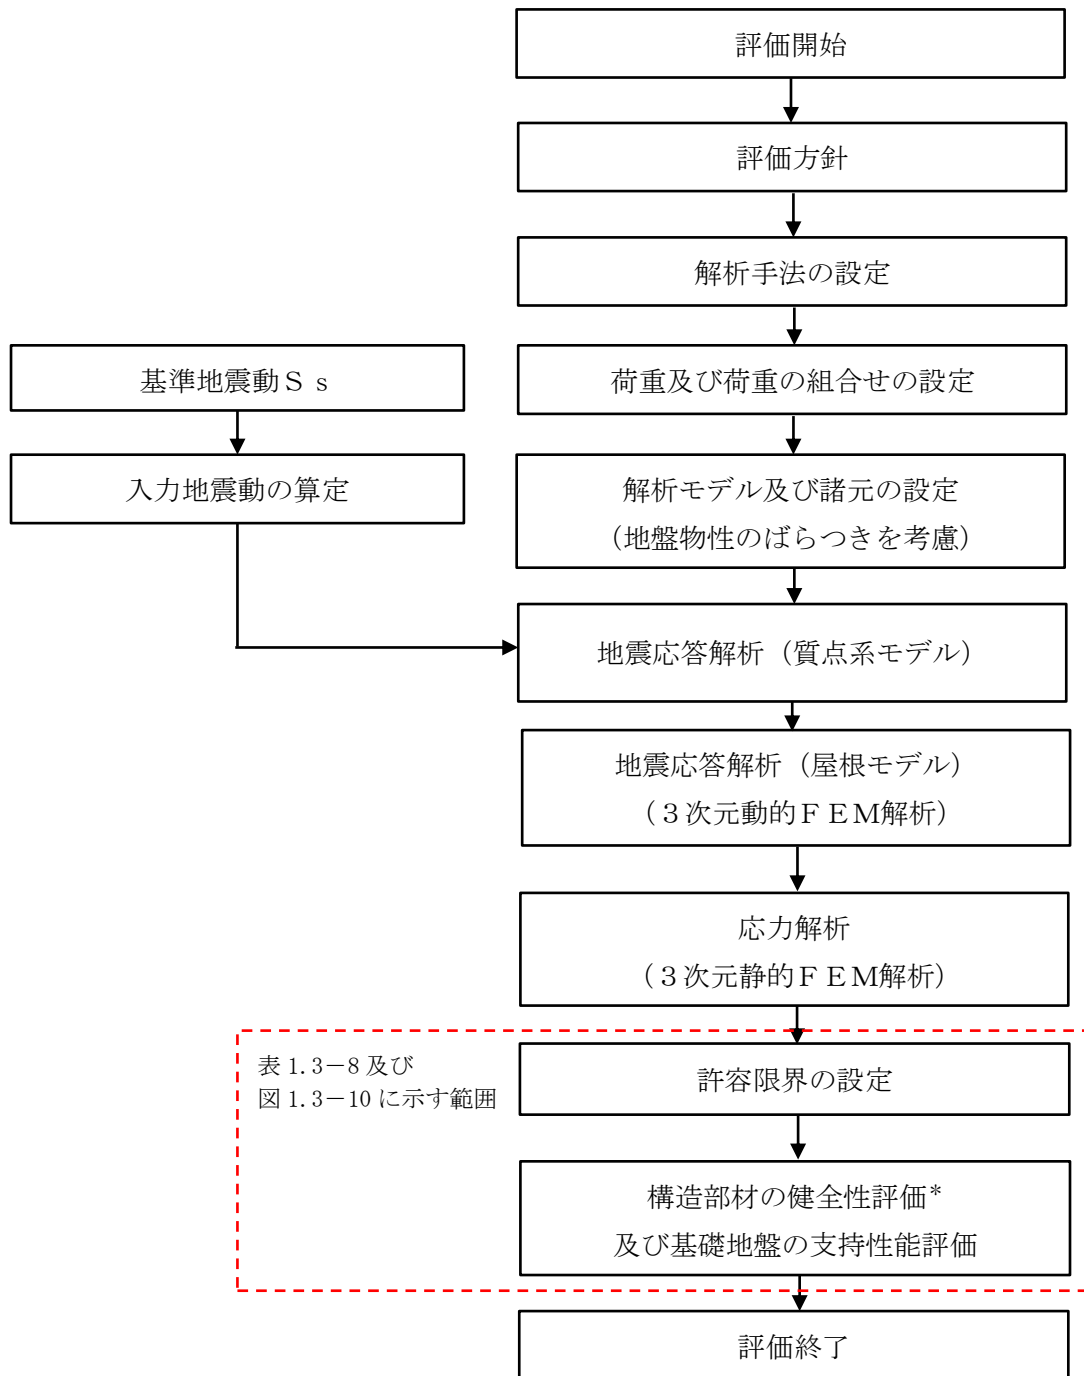 評価開始
評価方針
解析手法の設定
基準地震動Ｓｓ
荷重及び荷重の組合せの設定
入力地震動の算定
解析モデル及び諸元の設定
（地盤物性のばらつきを考慮）
地震応答解析（質点系モデル）
地震応答解析（屋根モデル）
（３次元動的ＦＥＭ解析）
応力解析
（３次元静的ＦＥＭ解析）
表 1.3－8 及び
図 1.3－10 に示す範囲
許容限界の設定
構造部材の健全性評価*
及び基礎地盤の支持性能評価
評価終了